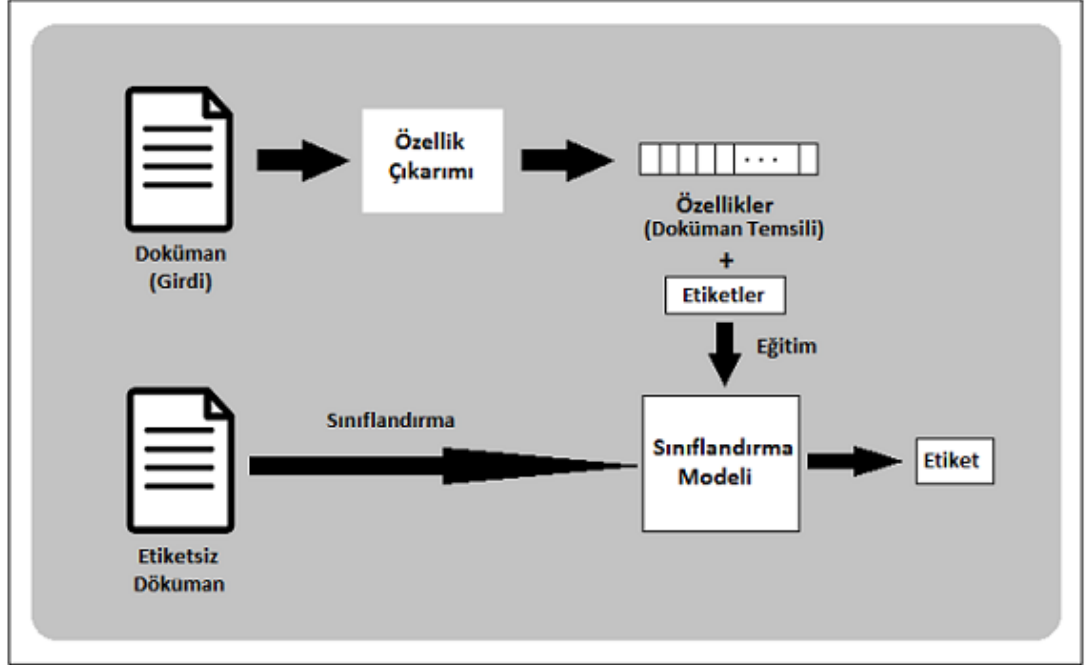 Özellik
Çıkarımı
. . .
Doküman
(Girdi)
Özellikler
(Doküman Temsili)
+
Etiketler
Eğitim
Sınıflandırma
Sınıflandırma
Modeli
Etiket
Etiketsiz
Döküman